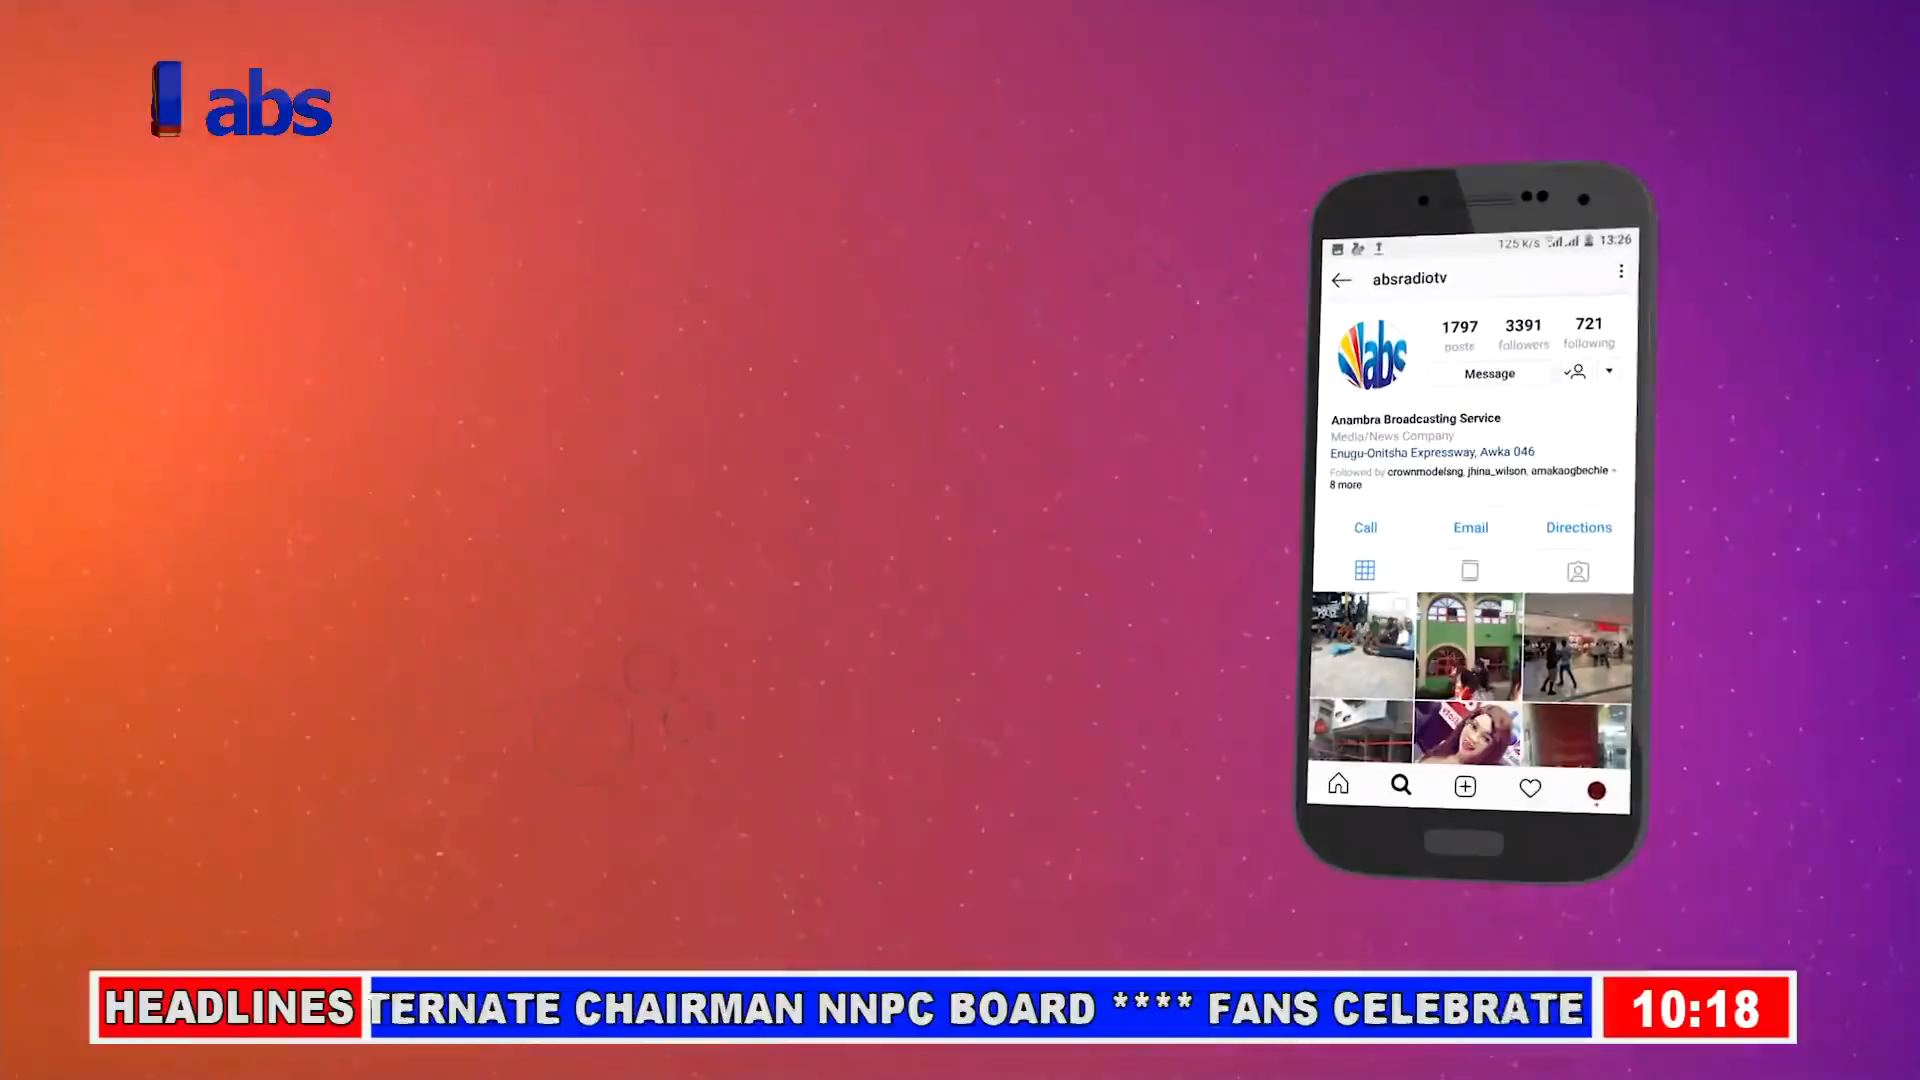 abs
125 K/s 13:26
absradiotv
abs
1797 3391 721
posts followers following
Message
Anambra Broadcasting Service
Media/News Company
Enugu-Onitsha Expressway, Awka 046
Followed by crownmodelsng, jhina_wilson, amakaogbechie +
8 more
Call Email Directions
POLICE
HEADLINES TERNATE CHAIRMAN NNPC BOARD **** FANS CELEBRATE 10:18